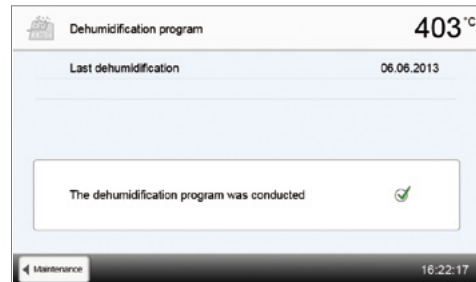 Dehumidification program 403 °C
Last dehumidification 06.06.2013
The dehumidification program was conducted
Maintenance 16:22:17